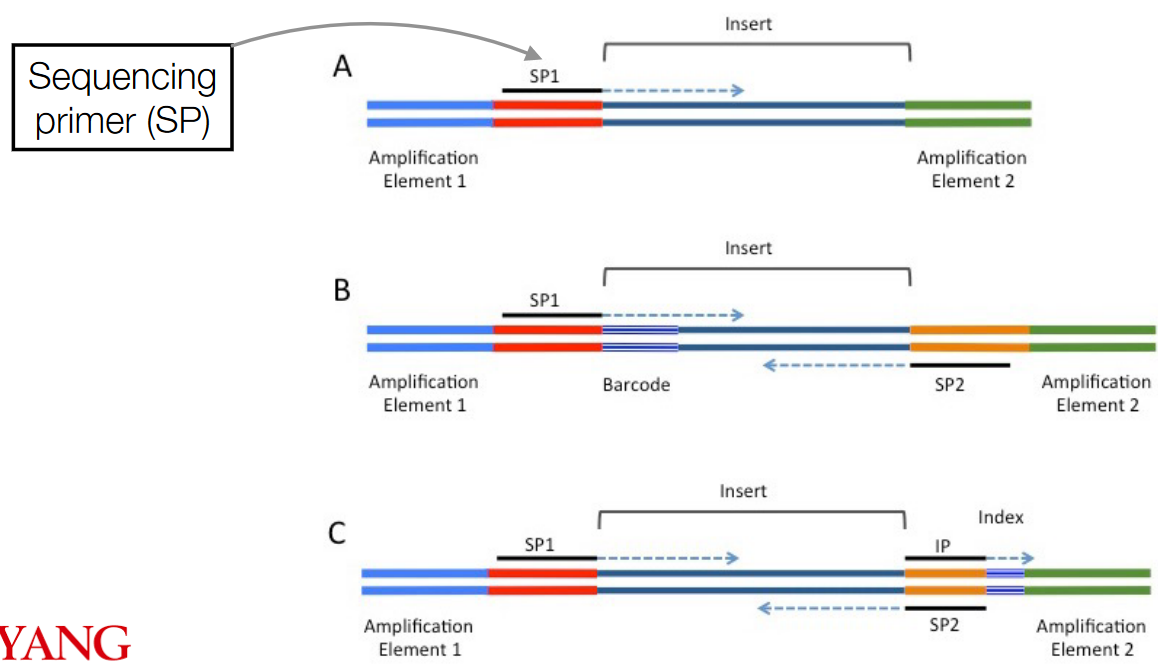 Sequencing
primer (SP)
Insert
A
SP1
Amplification
Element 1
Amplification
Element 2
Insert
B
SP1
Amplification
Element 1
Barcode
SP2
Amplification
Element 2
Insert
Index
C
SP1
IP
Amplification
Element 1
SP2
Amplification
Element 2
YANG